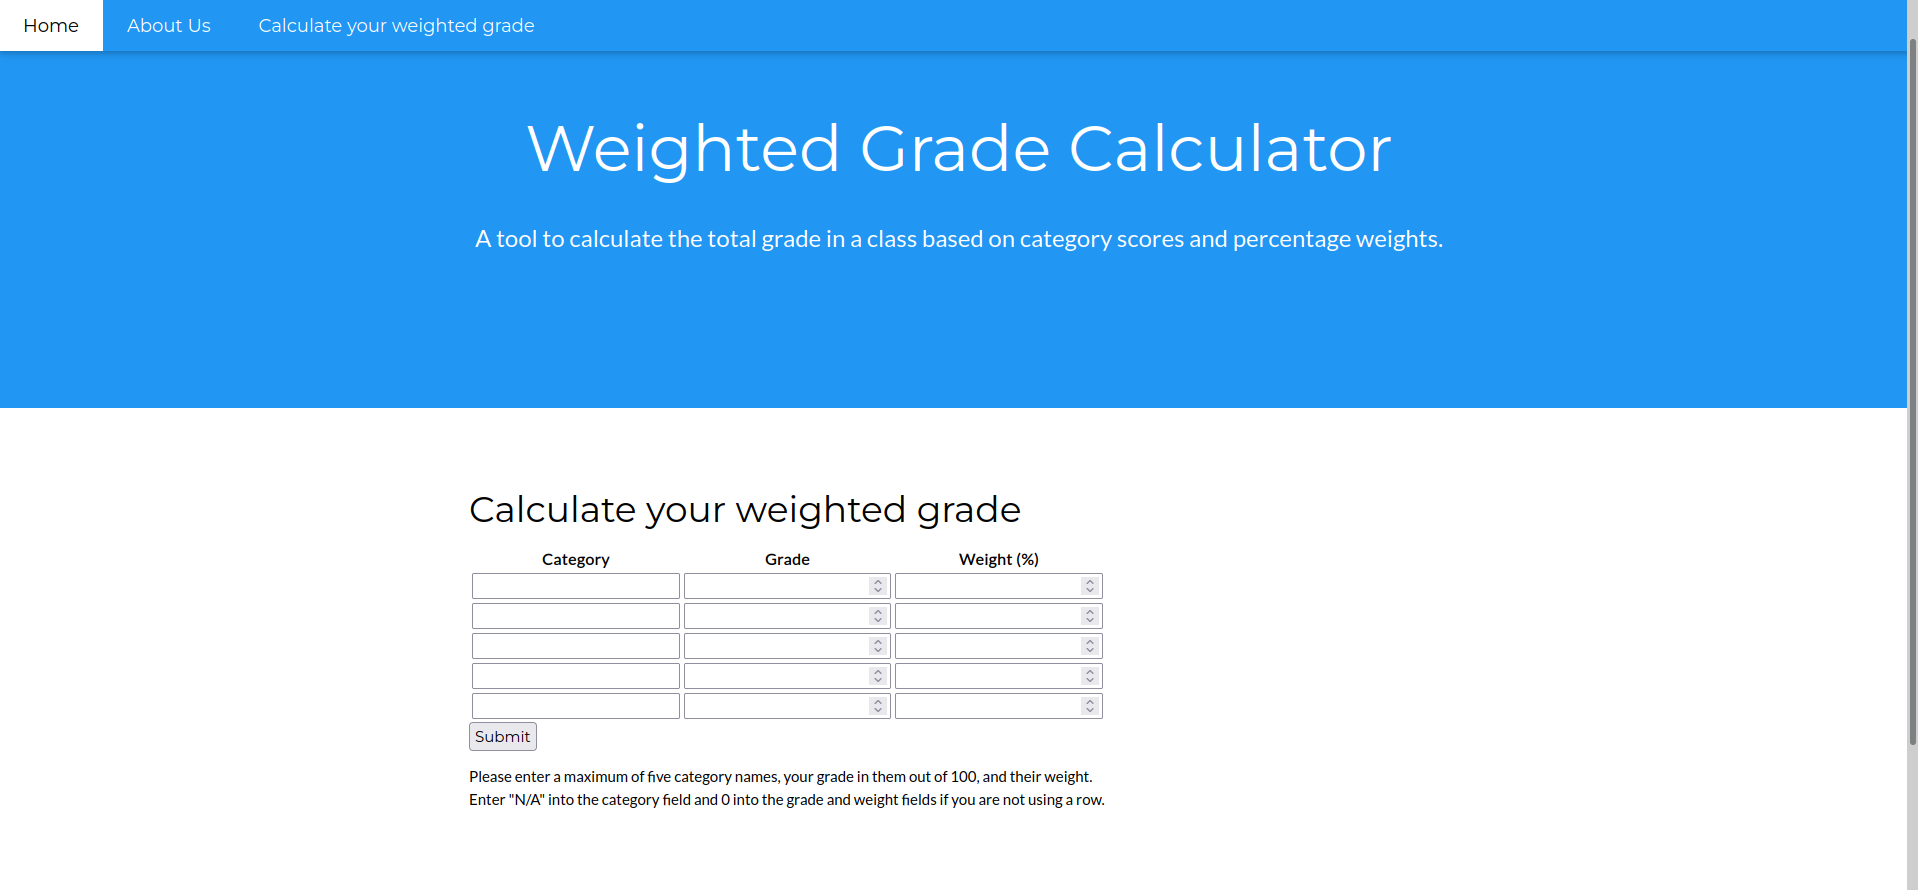 Home About Us Calculate your weighted grade
Weighted Grade Calculator
A tool to calculate the total grade in a class based on category scores and percentage weights.
Calculate your weighted grade
Category Grade Weight (%)
Submit
Please enter a maximum of five category names, your grade in them out of 100, and their weight.
Enter "N/A" into the category field and 0 into the grade and weight fields if you are not using a row.